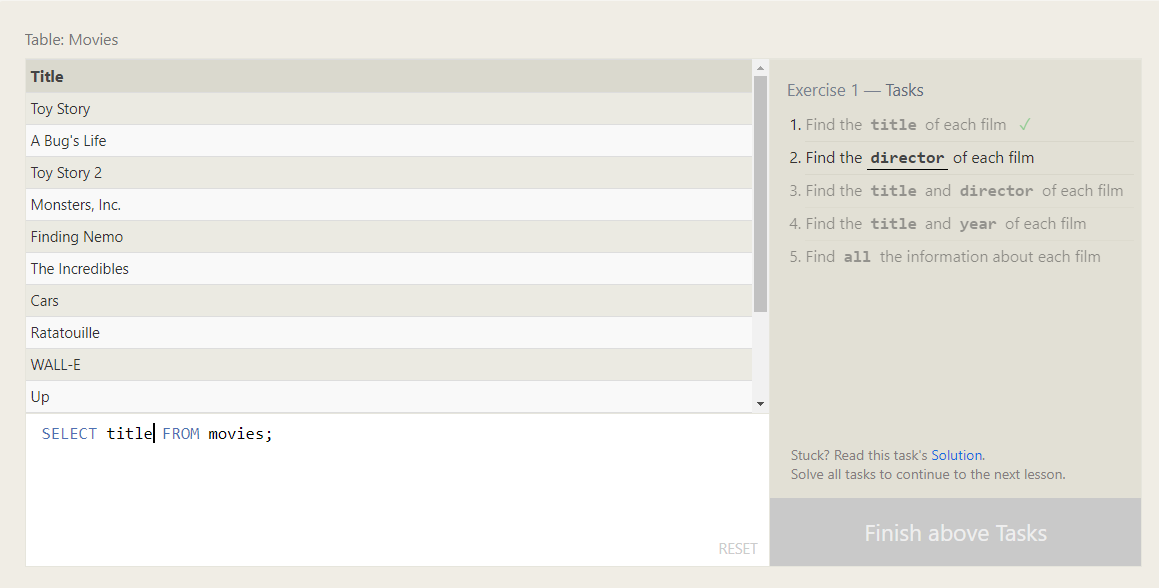 Table: Movies
Title
Toy Story
A Bug's Life
Toy Story 2
Monsters, Inc.
Finding Nemo
The Incredibles
Cars
Ratatouille
WALL-E
Up
SELECT title FROM movies;
RESET
Exercise 1 — Tasks
1. Find the title of each film ✓
2. Find the director of each film
3. Find the title and director of each film
4. Find the title and year of each film
5. Find all the information about each film
Stuck? Read this task's Solution.
Solve all tasks to continue to the next lesson.
Finish above Tasks